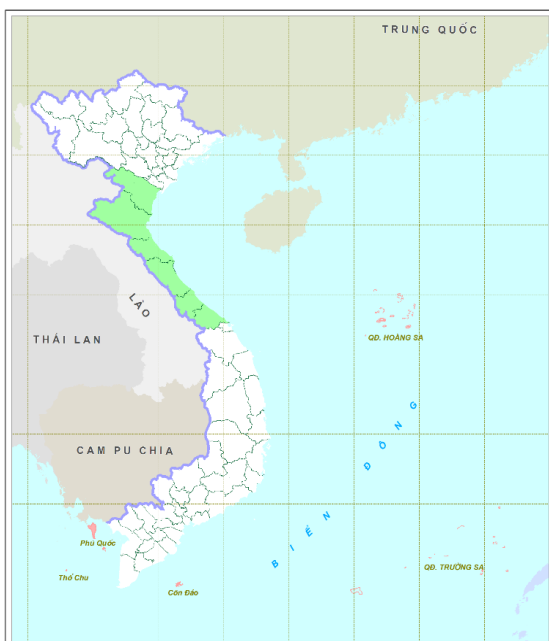 TRUNG QUỐC
LÀO
THÁI LAN
QĐ. HOÀNG SA
CAM PU CHIA
BIỂN ĐÔNG
Phú Quốc
Thổ Chu
Côn Đảo
QĐ. TRƯỜNG SA